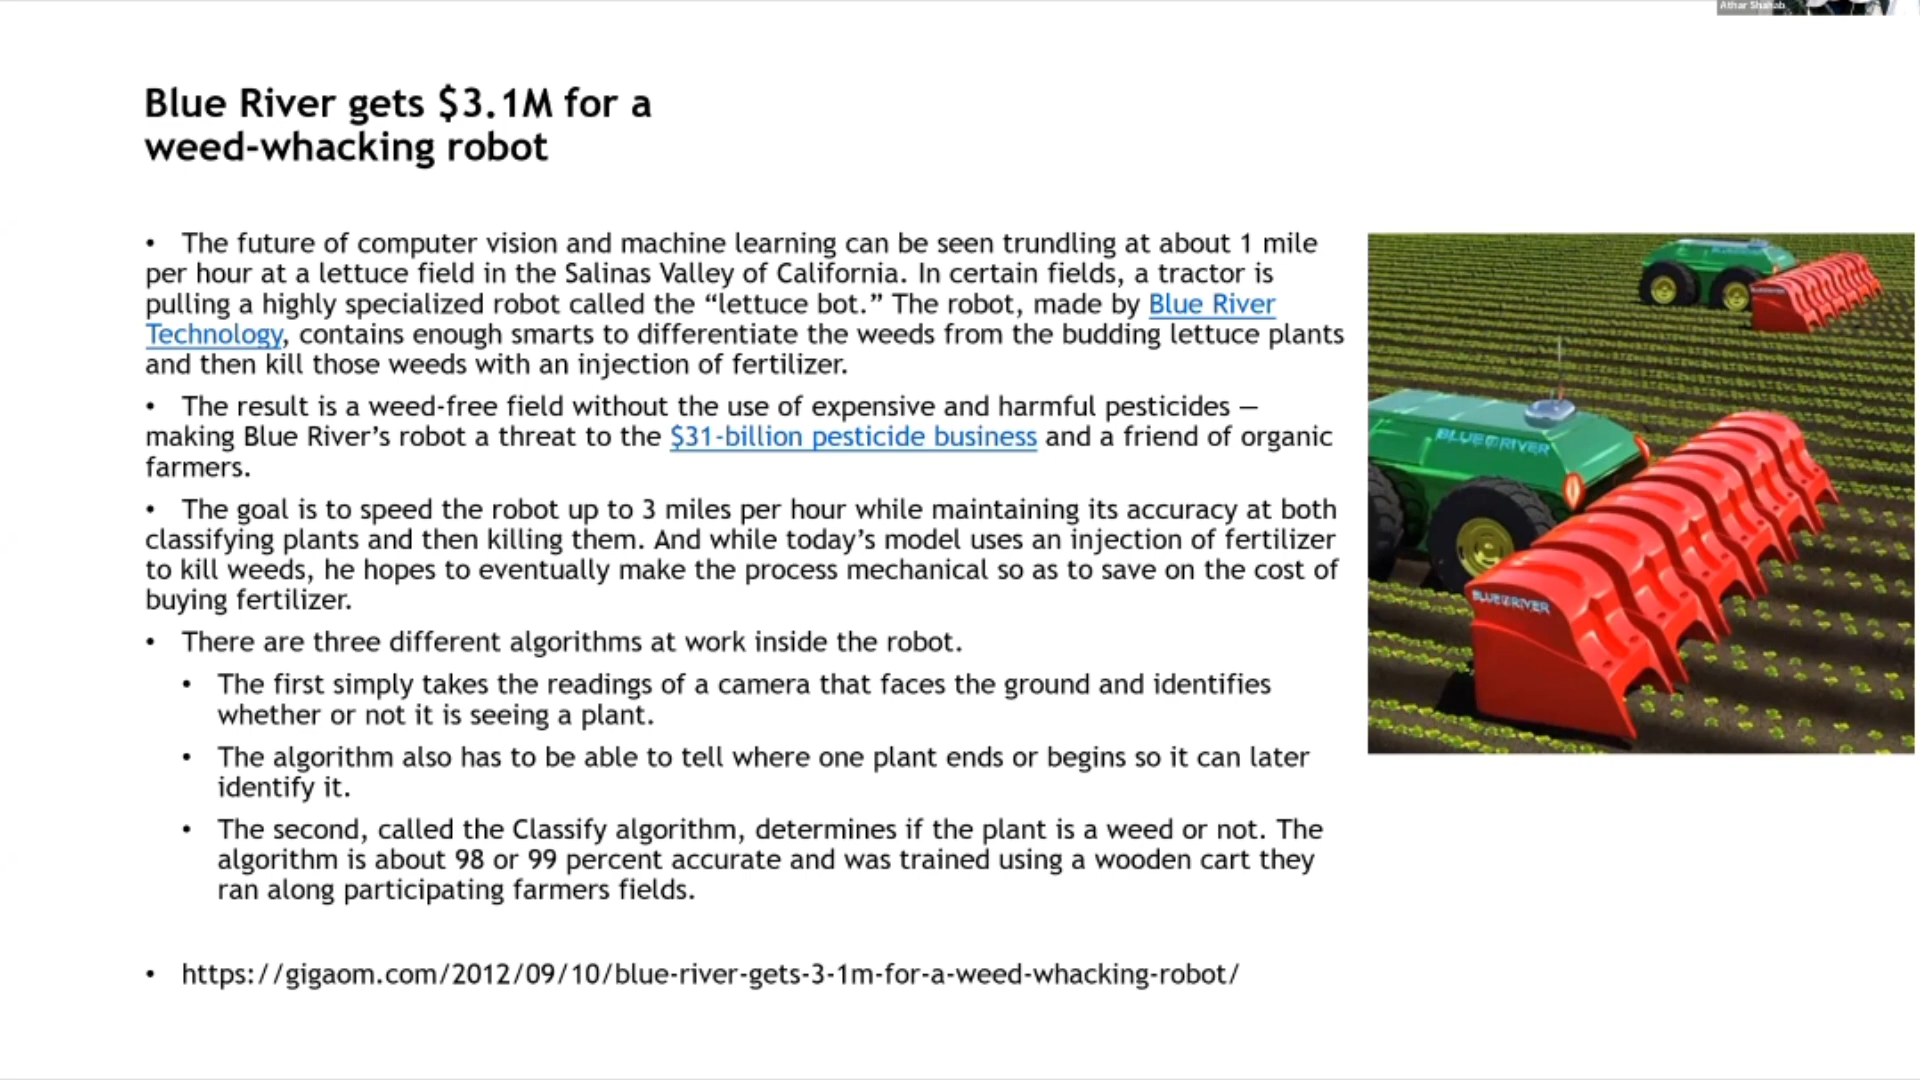 Athar Shahab
Blue River gets $3.1M for a
weed-whacking robot
• The future of computer vision and machine learning can be seen trundling at about 1 mile
per hour at a lettuce field in the Salinas Valley of California. In certain fields, a tractor is
pulling a highly specialized robot called the “lettuce bot.” The robot, made by Blue River
Technology, contains enough smarts to differentiate the weeds from the budding lettuce plants
and then kill those weeds with an injection of fertilizer.
• The result is a weed-free field without the use of expensive and harmful pesticides —
making Blue River’s robot a threat to the $31-billion pesticide business and a friend of organic
farmers.
• The goal is to speed the robot up to 3 miles per hour while maintaining its accuracy at both
classifying plants and then killing them. And while today’s model uses an injection of fertilizer
to kill weeds, he hopes to eventually make the process mechanical so as to save on the cost of
buying fertilizer.
• There are three different algorithms at work inside the robot.
• The first simply takes the readings of a camera that faces the ground and identifies
whether or not it is seeing a plant.
• The algorithm also has to be able to tell where one plant ends or begins so it can later
identify it.
• The second, called the Classify algorithm, determines if the plant is a weed or not. The
algorithm is about 98 or 99 percent accurate and was trained using a wooden cart they
ran along participating farmers fields.
• https://gigaom.com/2012/09/10/blue-river-gets-3-1m-for-a-weed-whacking-robot/
BLUE RIVER
BLUE RIVER